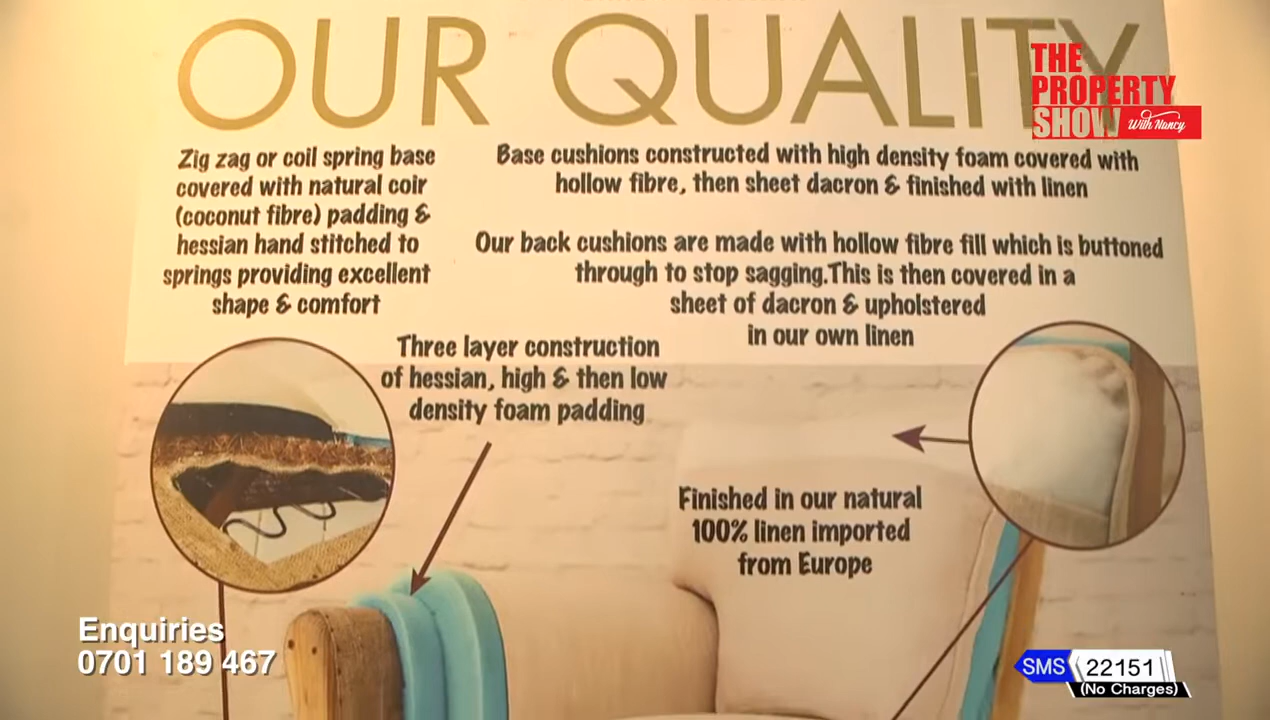 OUR QUALITY
THE
PROPERTY
SHOW
With Nancy
Zig zag or coil spring base
covered with natural coir
(coconut fibre) padding &
hessian hand stitched to
springs providing excellent
shape & comfort
Base cushions constructed with high density foam covered with
hollow fibre, then sheet dacron & finished with linen
Our back cushions are made with hollow fibre fill which is buttoned
through to stop sagging.This is then covered in a
sheet of dacron & upholstered
in our own linen
Three layer construction
of hessian, high & then low
density foam padding
Finished in our natural
100% linen imported
from Europe
Enquiries
0701 189 467
SMS 22151
(No Charges)